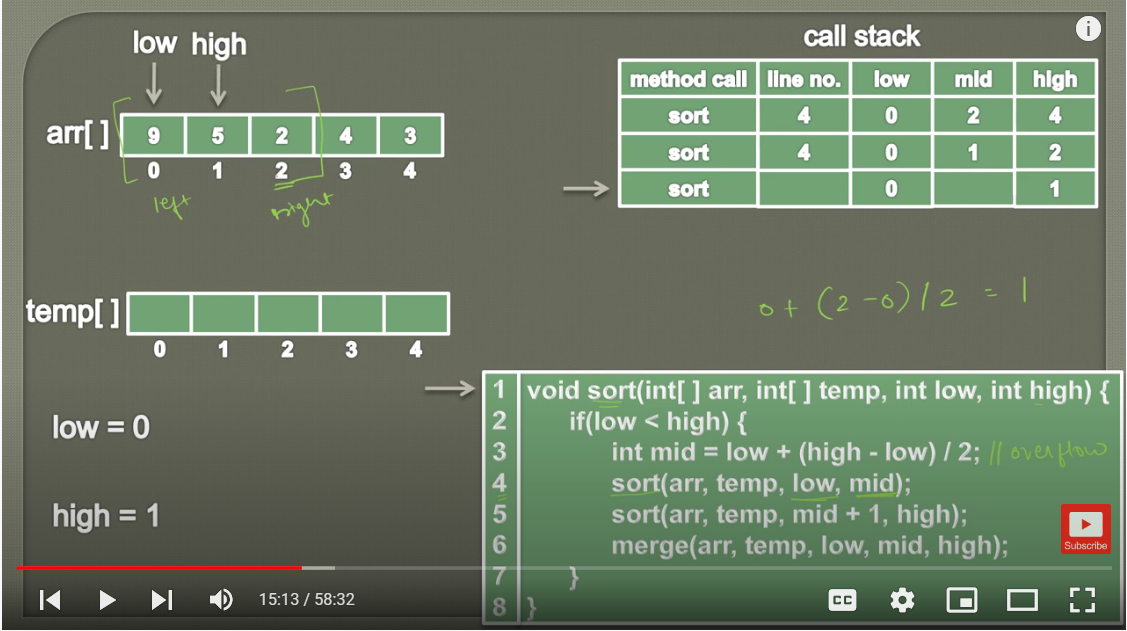 low high
arr[ ] 9 5 2 4 3
0 1 2 3 4
left right
call stack
method call line no. low mid high
sort 4 0 2 4
sort 4 0 1 2
sort 0 1
temp[ ]
0 1 2 3 4
0 + (2 - 0) / 2 = 1
low = 0
high = 1
1 void sort(int[ ] arr, int[ ] temp, int low, int high) {
2 if(low < high) {
3 int mid = low + (high - low) / 2; // overflow
4 sort(arr, temp, low, mid);
5 sort(arr, temp, mid + 1, high);
6 merge(arr, temp, low, mid, high);
7 }
8 }
Subscribe
15:13 / 58:32
CC
i